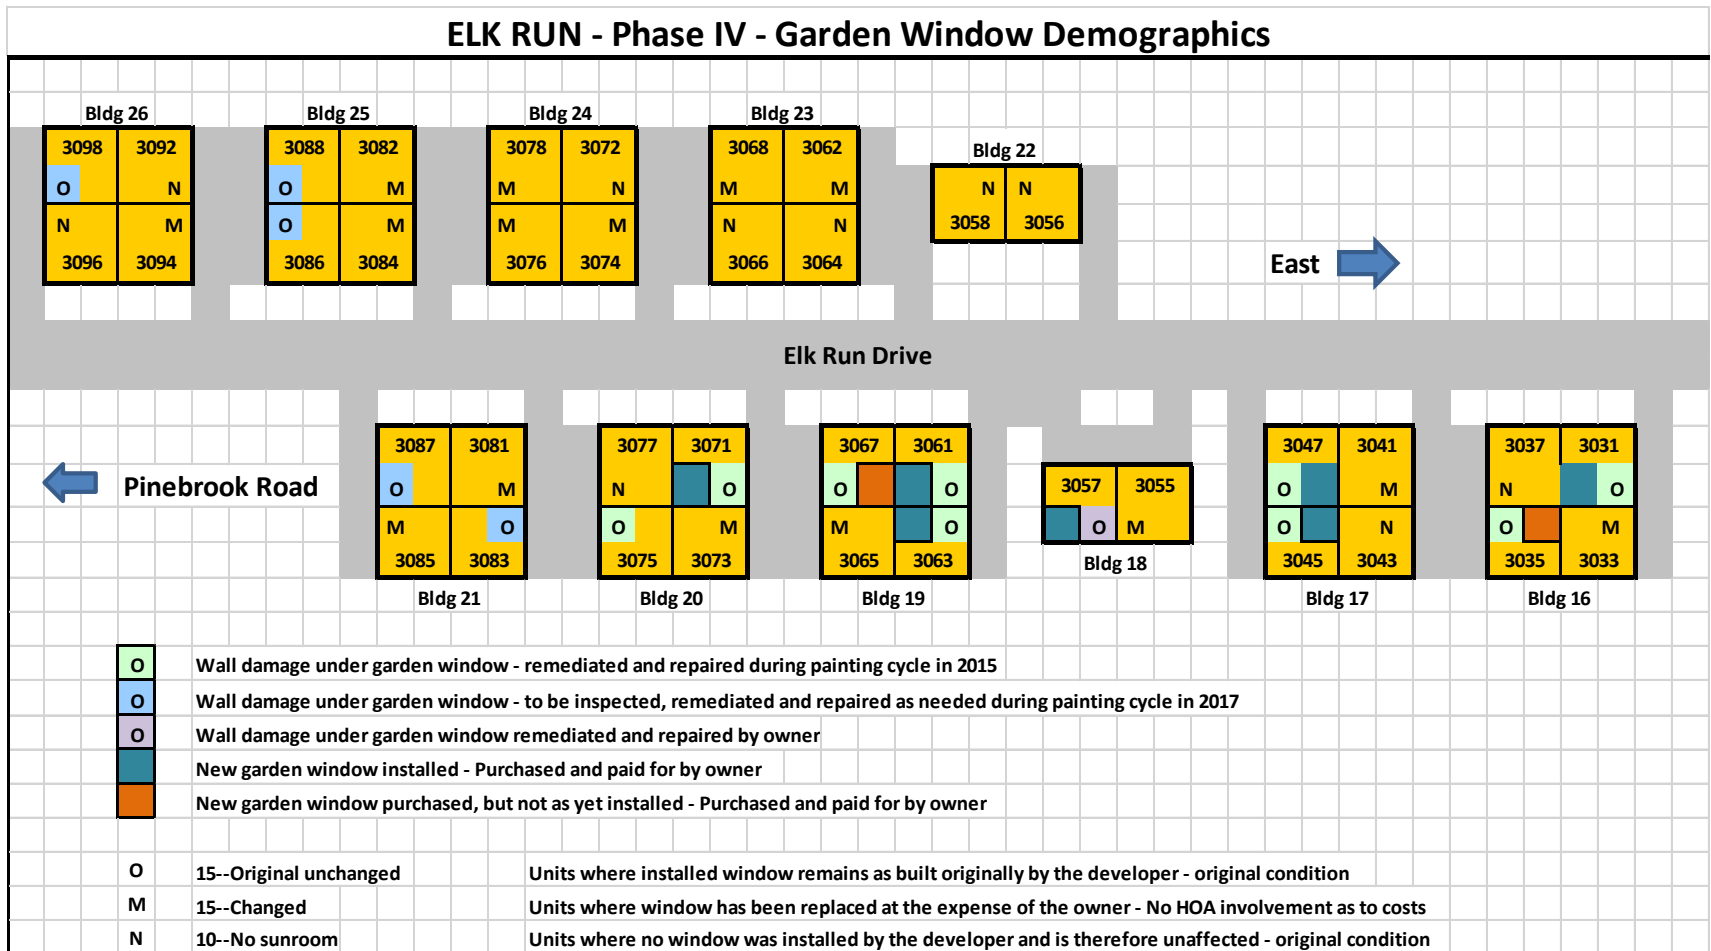 ELK RUN - Phase IV - Garden Window Demographics
Bldg 26 Bldg 25 Bldg 24 Bldg 23
3098 3092 3088 3082 3078 3072 3068 3062
Bldg 22
O N O M M N M M N N
N M O M M M N N 3058 3056
3096 3094 3086 3084 3076 3074 3066 3064
East
Elk Run Drive
3087 3081 3077 3071 3067 3061 3047 3041 3037 3031
Pinebrook Road
O M N O O O 3057 3055 O M N O
M O O M M O O M O N O M
3085 3083 3075 3073 3065 3063 3045 3043 3035 3033
Bldg 18
Bldg 21 Bldg 20 Bldg 19 Bldg 17 Bldg 16
O Wall damage under garden window - remediated and repaired during painting cycle in 2015
O Wall damage under garden window - to be inspected, remediated and repaired as needed during painting cycle in 2017
O Wall damage under garden window remediated and repaired by owner
New garden window installed - Purchased and paid for by owner
New garden window purchased, but not as yet installed - Purchased and paid for by owner
O 15--Original unchanged Units where installed window remains as built originally by the developer - original condition
M 15--Changed Units where window has been replaced at the expense of the owner - No HOA involvement as to costs
N 10--No sunroom Units where no window was installed by the developer and is therefore unaffected - original condition